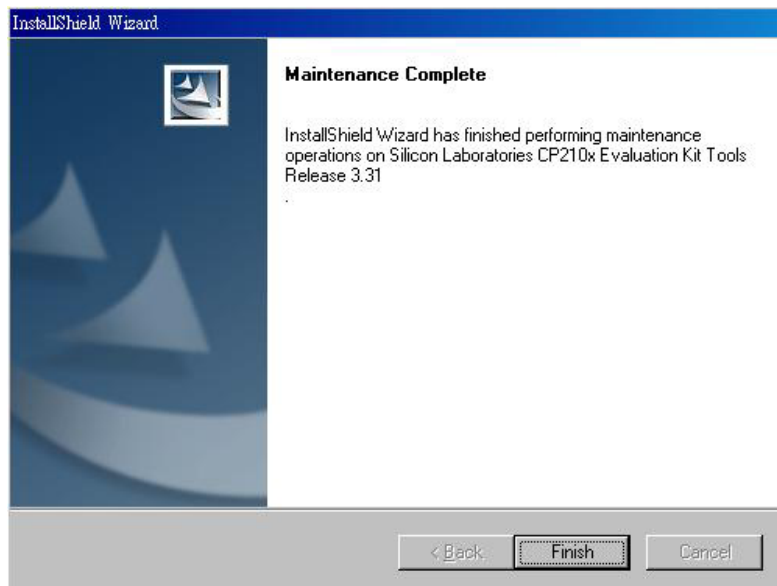 InstallShield Wizard
Maintenance Complete
InstallShield Wizard has finished performing maintenance
operations on Silicon Laboratories CP210x Evaluation Kit Tools
Release 3.31
.
< Back
Finish
Cancel